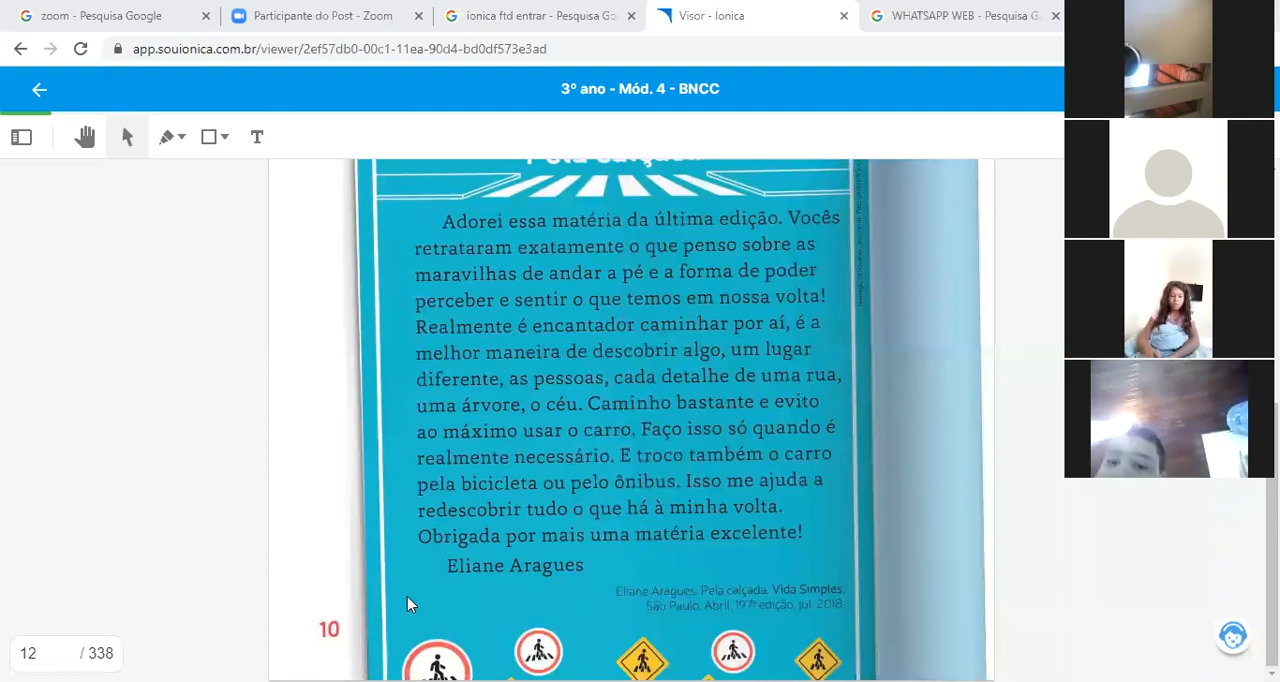 zoom - Pesquisa Google
Participante do Post - Zoom
ionica ftd entrar - Pesquisa Go
Visor - Ionica
WHATSAPP WEB - Pesquisa G
app.souionica.com.br/viewer/2ef57db0-00c1-11ea-90d4-bd0df573e3ad
3º ano - Mód. 4 - BNCC
T
Pela calçada
Adorei essa matéria da última edição. Vocês
retrataram exatamente o que penso sobre as
maravilhas de andar a pé e a forma de poder
perceber e sentir o que temos em nossa volta!
Realmente é encantador caminhar por aí, é a
melhor maneira de descobrir algo, um lugar
diferente, as pessoas, cada detalhe de uma rua,
uma árvore, o céu. Caminho bastante e evito
ao máximo usar o carro. Faço isso só quando é
realmente necessário. E troco também o carro
pela bicicleta ou pelo ônibus. Isso me ajuda a
redescobrir tudo o que há à minha volta.
Obrigada por mais uma matéria excelente!
Eliane Aragues
Eliane Aragues. Pela calçada. Vida Simples,
São Paulo, Abril, 197ª edição, jul. 2018
10
12 / 338